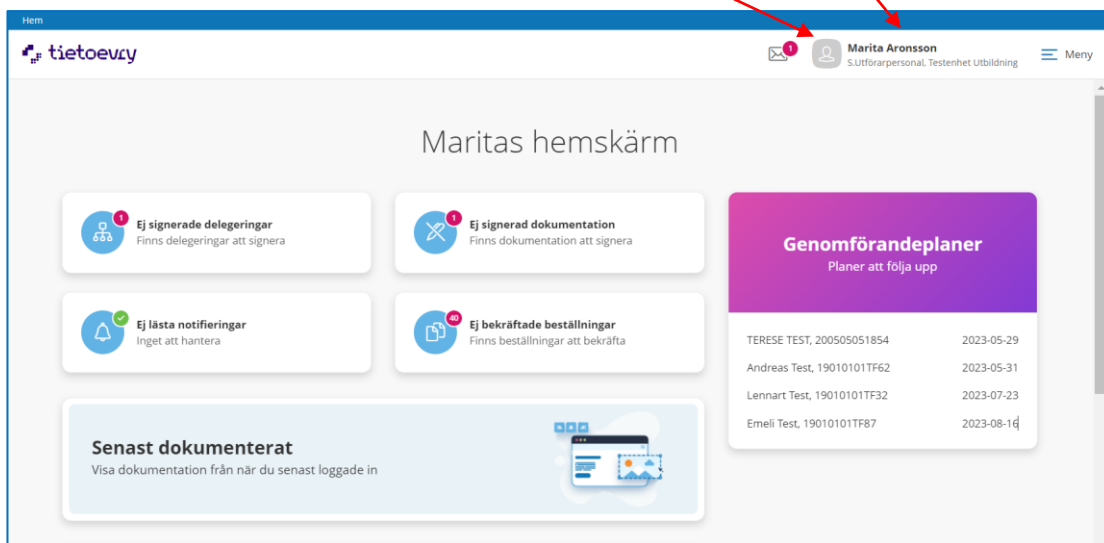 Hem
tietoevry
1
Marita Aronsson
S.Utförarpersonal, Testenhet Utbildning
Meny
Maritas hemskärm
1
Ej signerade delegeringar
Finns delegeringar att signera
1
Ej signerad dokumentation
Finns dokumentation att signera
Genomförandeplaner
Planer att följa upp
Ej lästa notifieringar
Inget att hantera
40
Ej bekräftade beställningar
Finns beställningar att bekräfta
TERESE TEST, 200505051854 2023-05-29
Andreas Test, 19010101TF62 2023-05-31
Lennart Test, 19010101TF32 2023-07-23
Emeli Test, 19010101TF87 2023-08-16
Senast dokumenterat
Visa dokumentation från när du senast loggade in